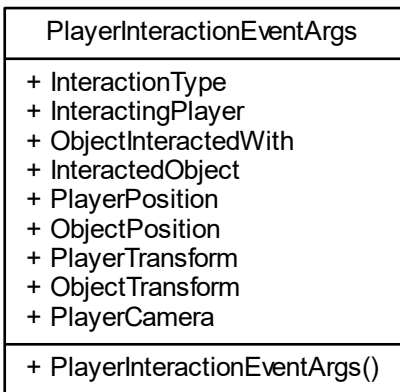 PlayerInteractionEventArgs
+ InteractionType
+ InteractingPlayer
+ ObjectInteractedWith
+ InteractedObject
+ PlayerPosition
+ ObjectPosition
+ PlayerTransform
+ ObjectTransform
+ PlayerCamera
+ PlayerInteractionEventArgs()